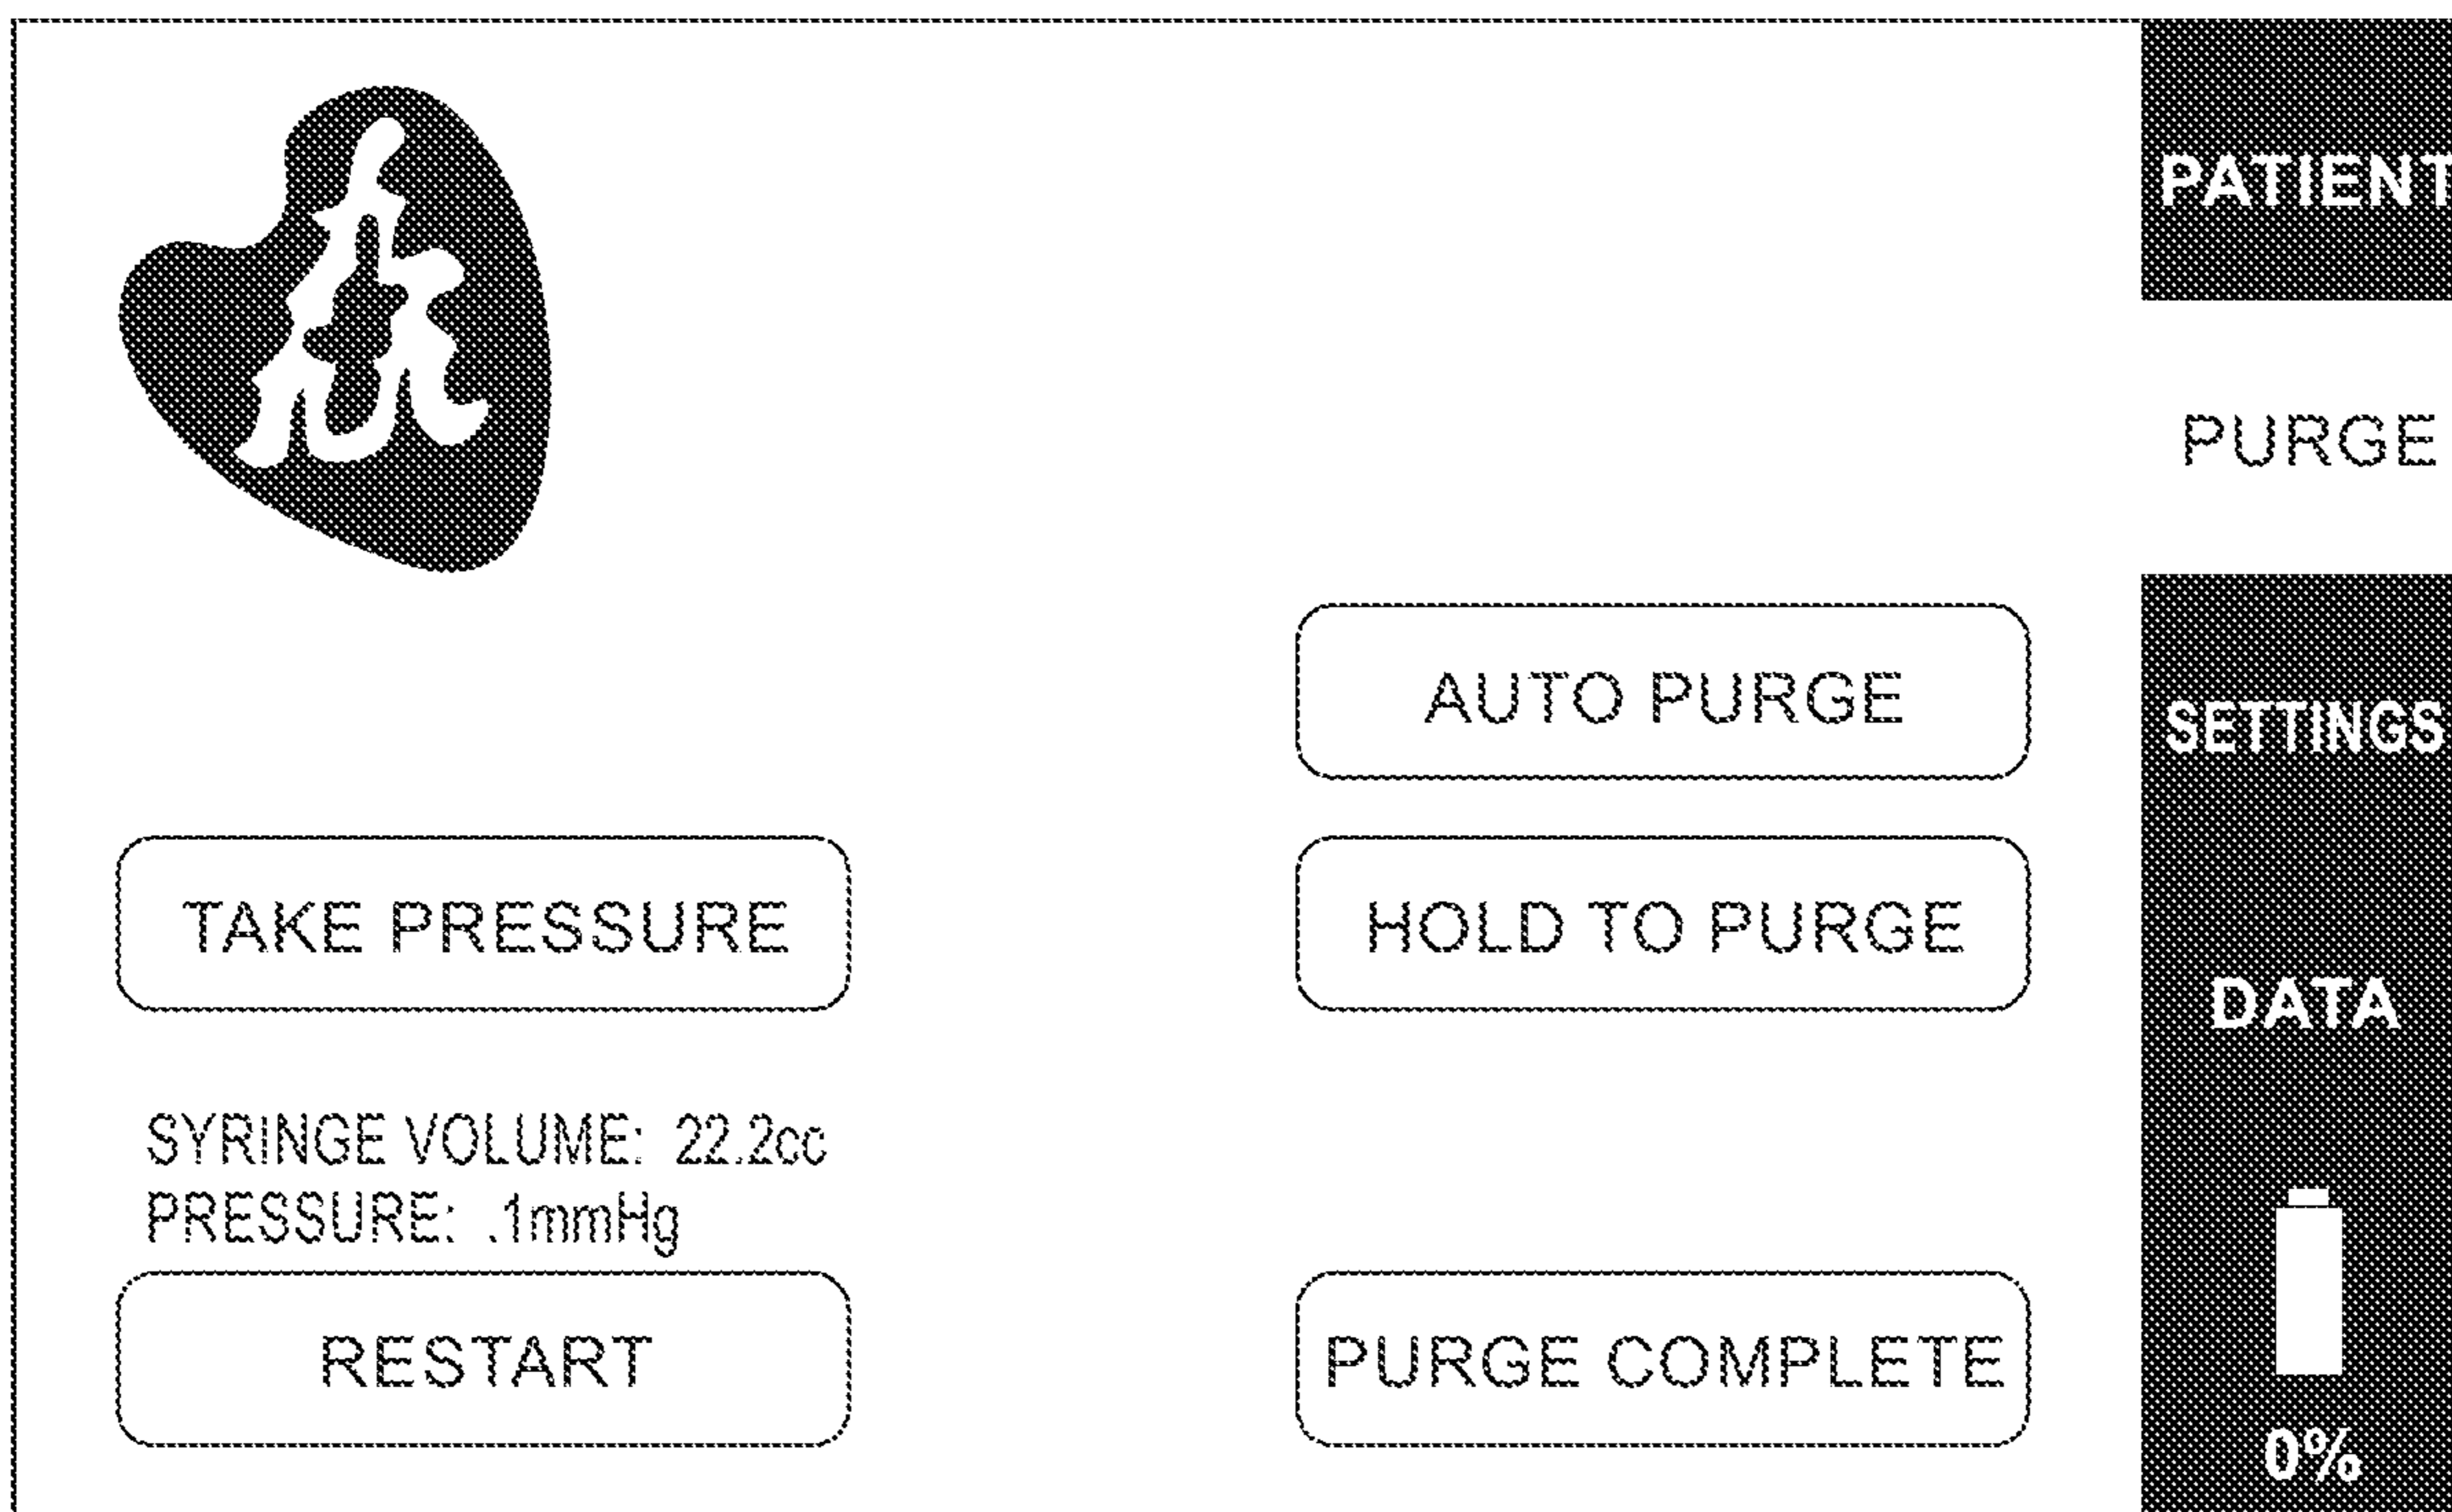 PATIENT
PURGE
AUTO PURGE
SETTINGS
TAKE PRESSURE
HOLD TO PURGE
DATA
SYRINGE VOLUME: 22.2cc
PRESSURE: .1mmHg
RESTART
PURGE COMPLETE
0%